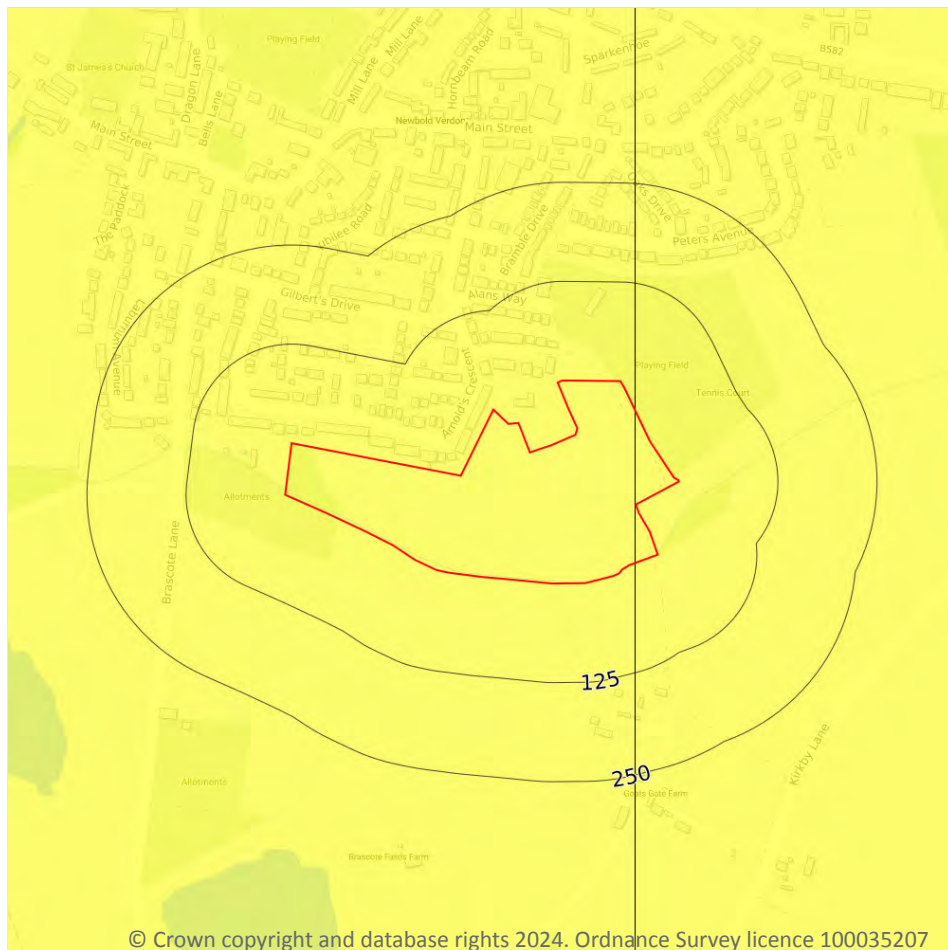 Playing Field
Mill Lane
Sparkenhoe
B582
St James's Church
Dragon Lane
Mill Lane
Hornbeam Road
Bells Lane
Newbold Verdon
Main Street
Main Street
The Paddock
Jubilee Road
Bramble Drive
Drive
Peters Avenue
Gilbert's Drive
Alans Way
Laburnum Avenue
Arnold's Crescent
Playing Field
Tennis Court
Allotments
Brascote Lane
125
250
Kirkby Lane
Allotments
Goats Gate Farm
Brascote Fields Farm
© Crown copyright and database rights 2024. Ordnance Survey licence 100035207